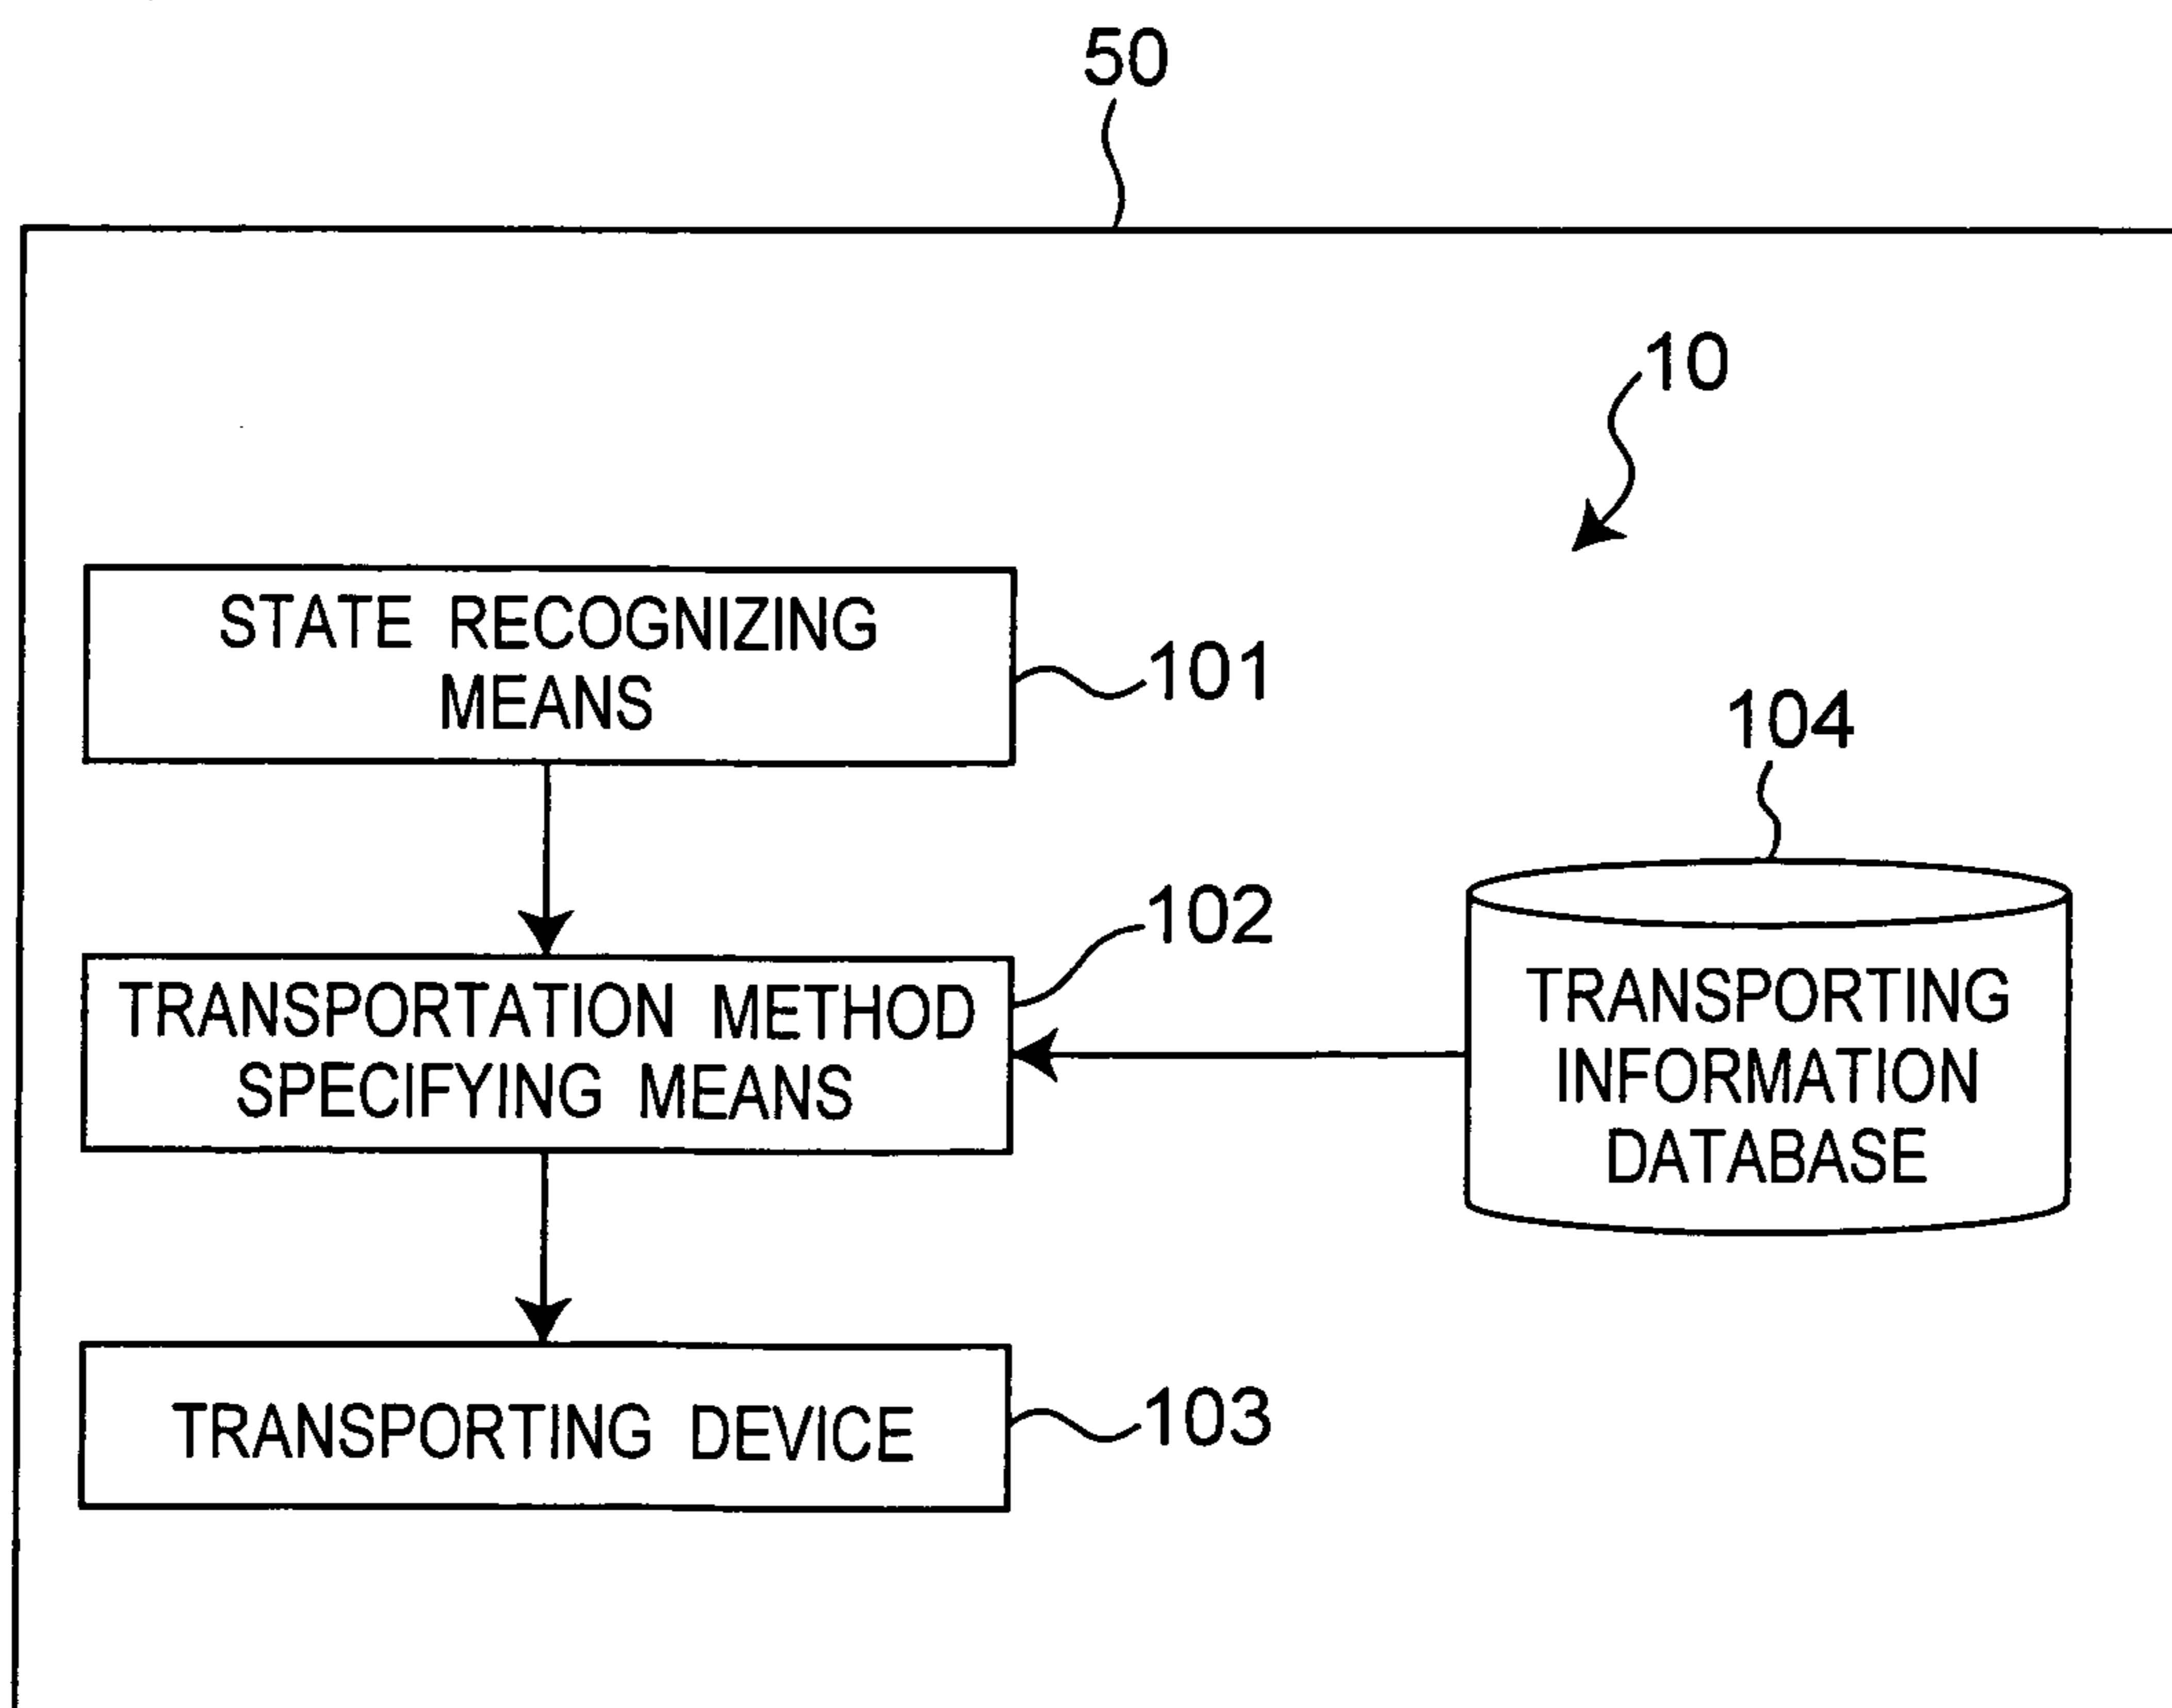 50
10
STATE RECOGNIZING
MEANS
101
104
102
TRANSPORTATION METHOD
SPECIFYING MEANS
TRANSPORTING
INFORMATION
DATABASE
TRANSPORTING DEVICE
103